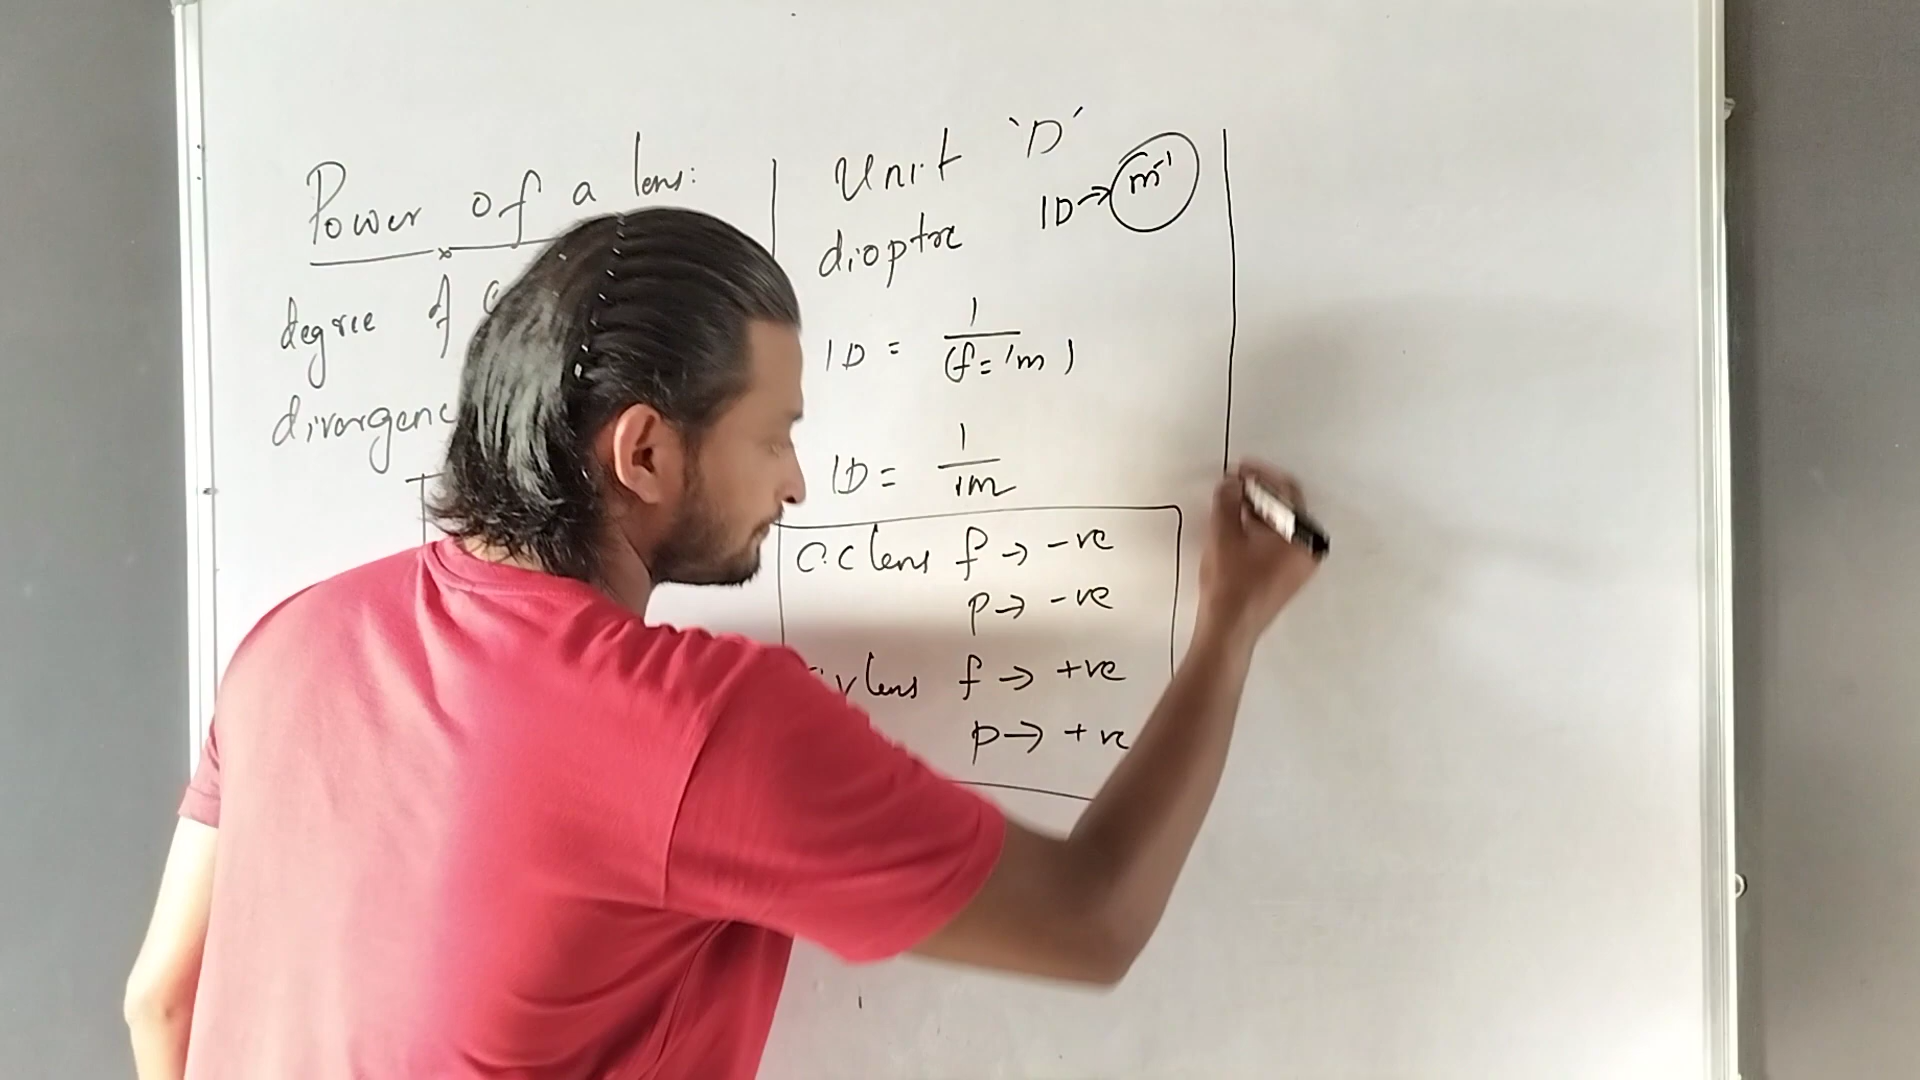 Power of a lens:
degree of
Unit 'D'
dioptre
1D → m⁻¹
1D = 1/(f = 1m)
1D = 1/1m
C.C lens f → -ve
P → -ve
lens f → +ve
P → +ve